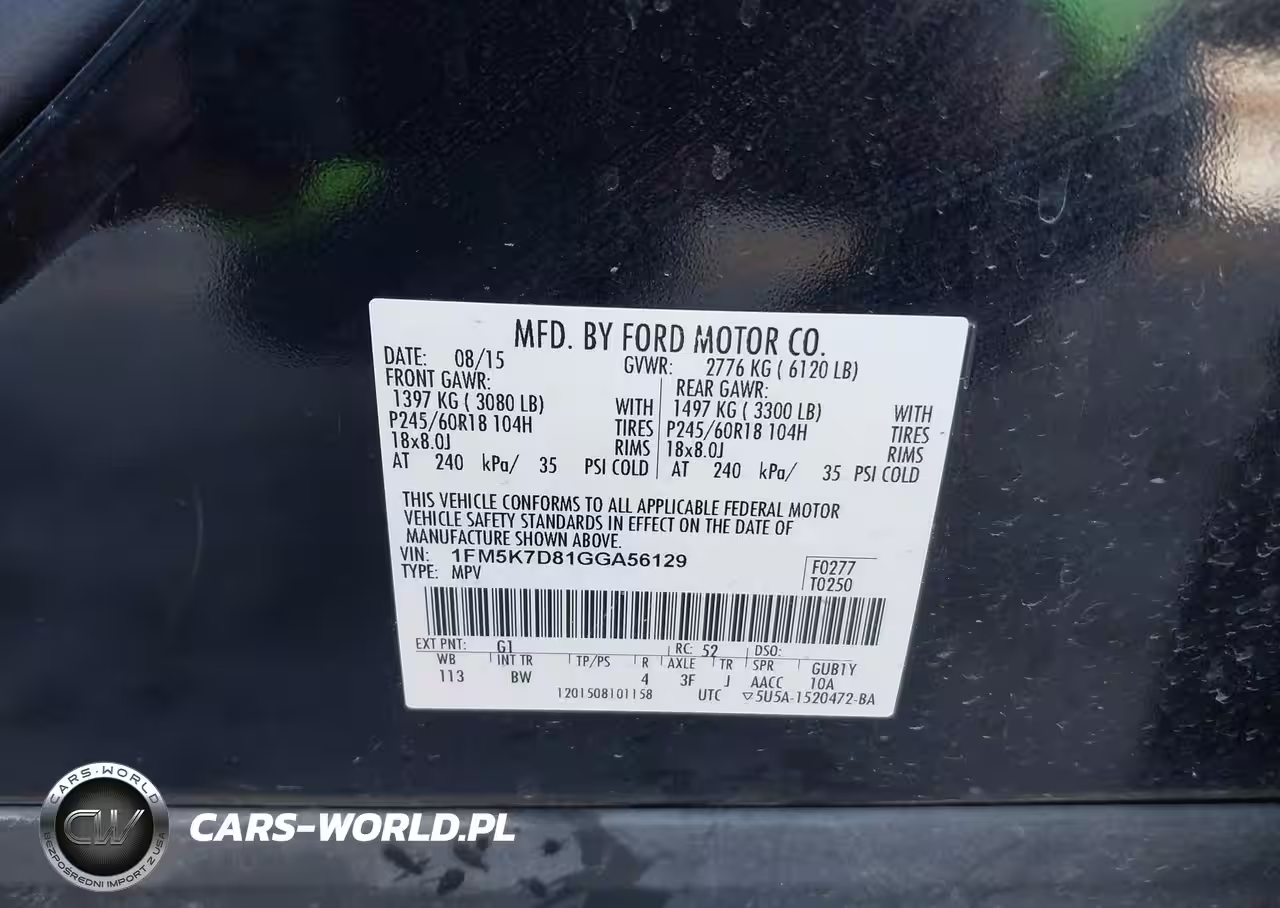 MFD. BY FORD MOTOR CO.
DATE: 08/15 GVWR: 2776 KG ( 6120 LB)
FRONT GAWR: REAR GAWR:
1397 KG ( 3080 LB) WITH 1497 KG ( 3300 LB) WITH
P245/60R18 104H TIRES P245/60R18 104H TIRES
18x8.0J RIMS 18x8.0J RIMS
AT 240 kPa/ 35 PSI COLD AT 240 kPa/ 35 PSI COLD
THIS VEHICLE CONFORMS TO ALL APPLICABLE FEDERAL MOTOR
VEHICLE SAFETY STANDARDS IN EFFECT ON THE DATE OF
MANUFACTURE SHOWN ABOVE.
VIN: 1FM5K7D81GGA56129
TYPE: MPV
F0277
T0250
EXT PNT: G1 RC: 52 DSO:
WB INT TR TP/PS R AXLE TR SPR GUB1Y
113 BW 4 3F J AACC 10A
1201508101158 UTC ▽5U5A-1520472-BA
CARS-WORLD
CW
BEZPOŚREDNI IMPORT Z USA
CARS-WORLD.PL